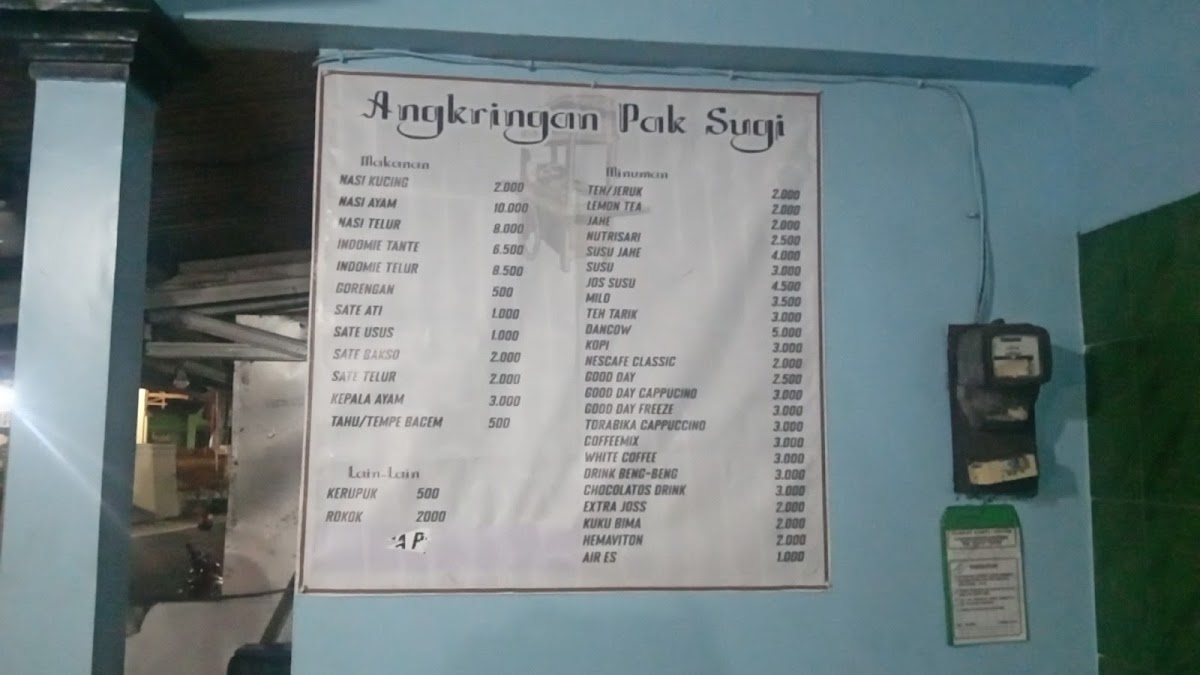 Angkringan Pak Sugi
Makanan
NASI KUCING 2.000
NASI AYAM 10.000
NASI TELUR 8.000
INDOMIE TANTE 6.500
INDOMIE TELUR 8.500
GORENGAN 500
SATE ATI 1.000
SATE USUS 1.000
SATE BAKSO 2.000
SATE TELUR 2.000
KEPALA AYAM 3.000
TAHU/TEMPE BACEM 500
Lain-Lain
KERUPUK 500
ROKOK 2000
AP
Minuman
TEH/JERUK 2.000
LEMON TEA 2.000
JAHE 2.000
NUTRISARI 2.500
SUSU JAHE 4.000
SUSU 3.000
JOS SUSU 4.500
MILO 3.500
TEH TARIK 3.000
DANCOW 5.000
KOPI 3.000
NESCAFE CLASSIC 2.000
GOOD DAY 2.500
GOOD DAY CAPPUCINO 3.000
GOOD DAY FREEZE 3.000
TORABIKA CAPPUCCINO 3.000
COFFEEMIX 3.000
WHITE COFFEE 3.000
DRINK BENG-BENG 3.000
CHOCOLATOS DRINK 3.000
EXTRA JOSS 2.000
KUKU BIMA 2.000
HEMAVITON 2.000
AIR ES 1.000